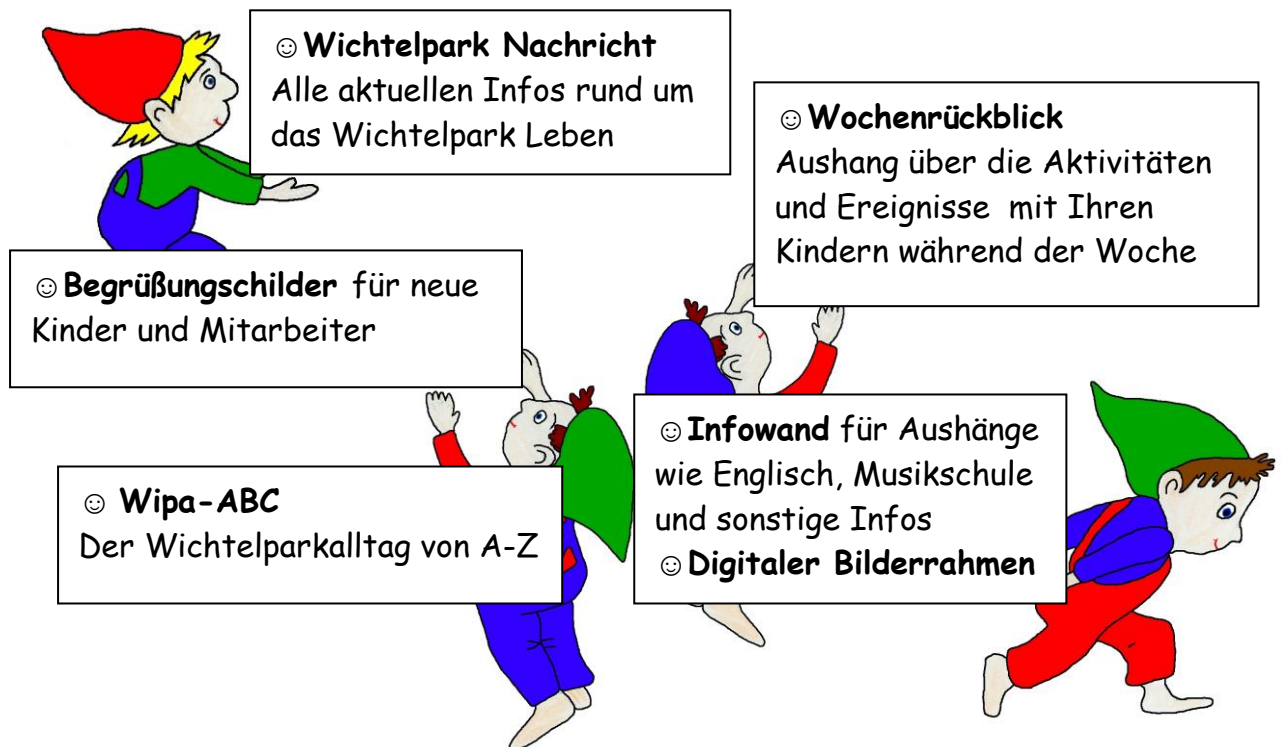 ☺Wichtelpark Nachricht
Alle aktuellen Infos rund um
das Wichtelpark Leben
☺Wochenrückblick
Aushang über die Aktivitäten
und Ereignisse mit Ihren
Kindern während der Woche
☺Begrüßungschilder für neue
Kinder und Mitarbeiter
☺Infowand für Aushänge
wie Englisch, Musikschule
und sonstige Infos
☺Digitaler Bilderrahmen
☺ Wipa-ABC
Der Wichtelparkalltag von A-Z